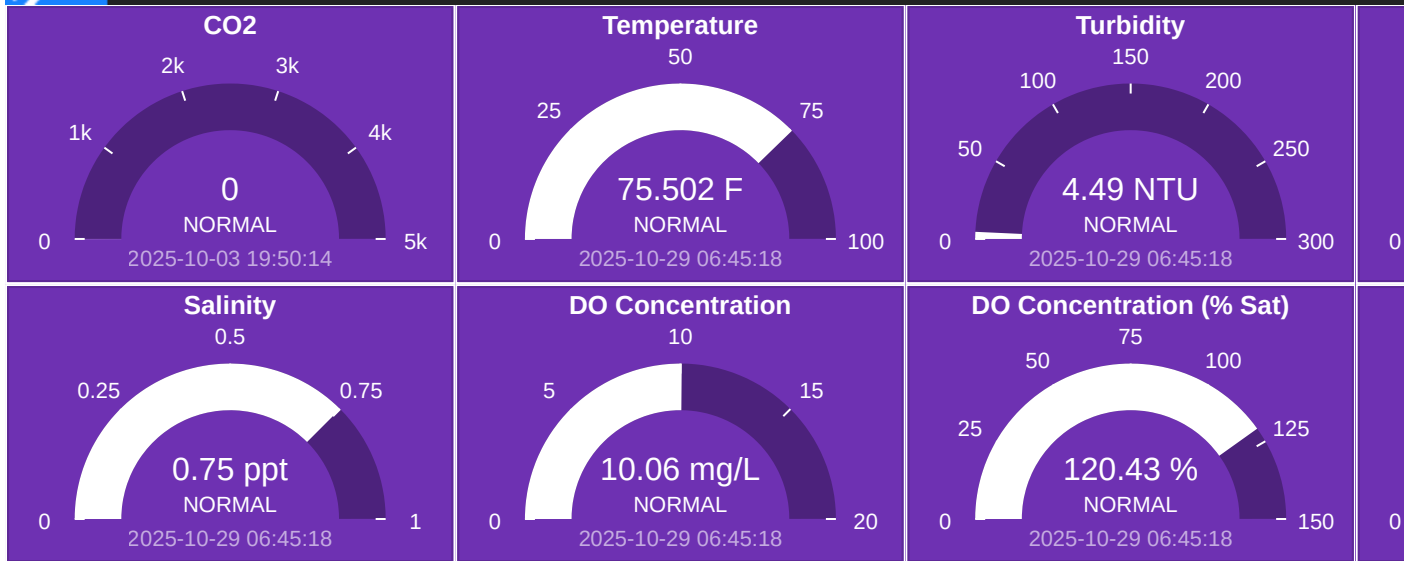 CO2
0
1k
2k
3k
4k
5k
0
NORMAL
2025-10-03 19:50:14
Temperature
0
25
50
75
100
75.502 F
NORMAL
2025-10-29 06:45:18
Turbidity
0
50
100
150
200
250
300
4.49 NTU
NORMAL
2025-10-29 06:45:18
0
Salinity
0
0.25
0.5
0.75
1
0.75 ppt
NORMAL
2025-10-29 06:45:18
DO Concentration
0
5
10
15
20
10.06 mg/L
NORMAL
2025-10-29 06:45:18
DO Concentration (% Sat)
0
25
50
75
100
125
150
120.43 %
NORMAL
2025-10-29 06:45:18
0